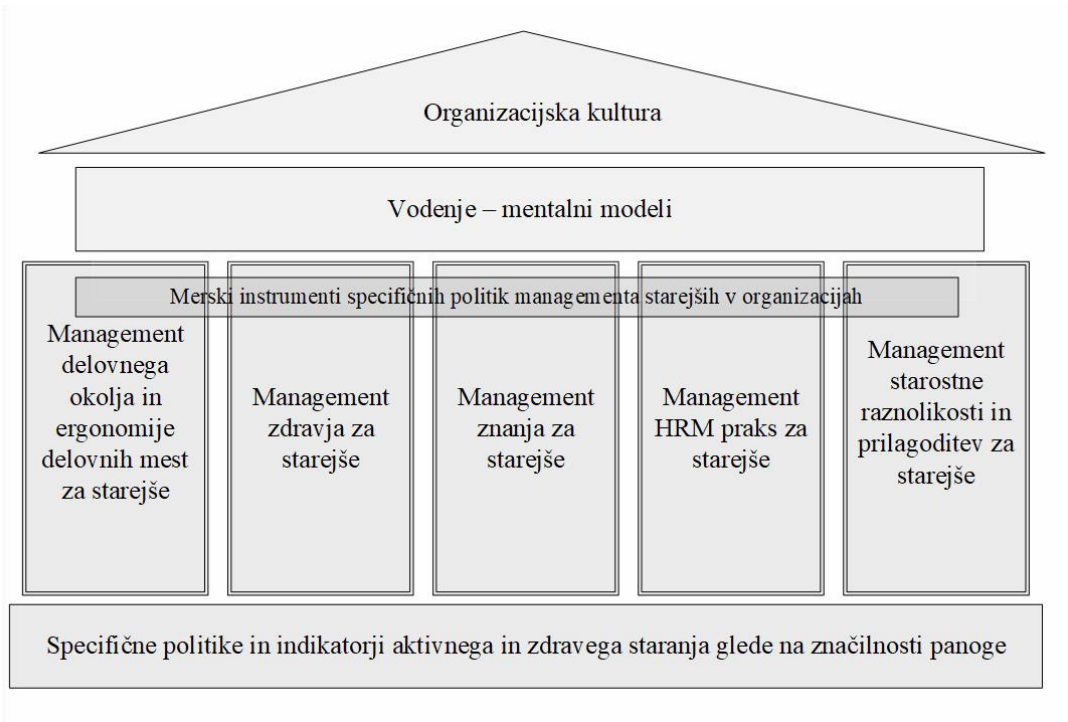 Organizacijska kultura
Vodenje – mentalni modeli
Merski instrumenti specifičnih politik managementa starejših v organizacijah
Management
delovnega
okolja in
ergonomije
delovnih mest
za starejše
Management
zdravja za
starejše
Management
znanja za
starejše
Management
HRM praks za
starejše
Management
starostne
raznolikosti in
prilagoditev za
starejše
Specifične politike in indikatorji aktivnega in zdravega staranja glede na značilnosti panoge